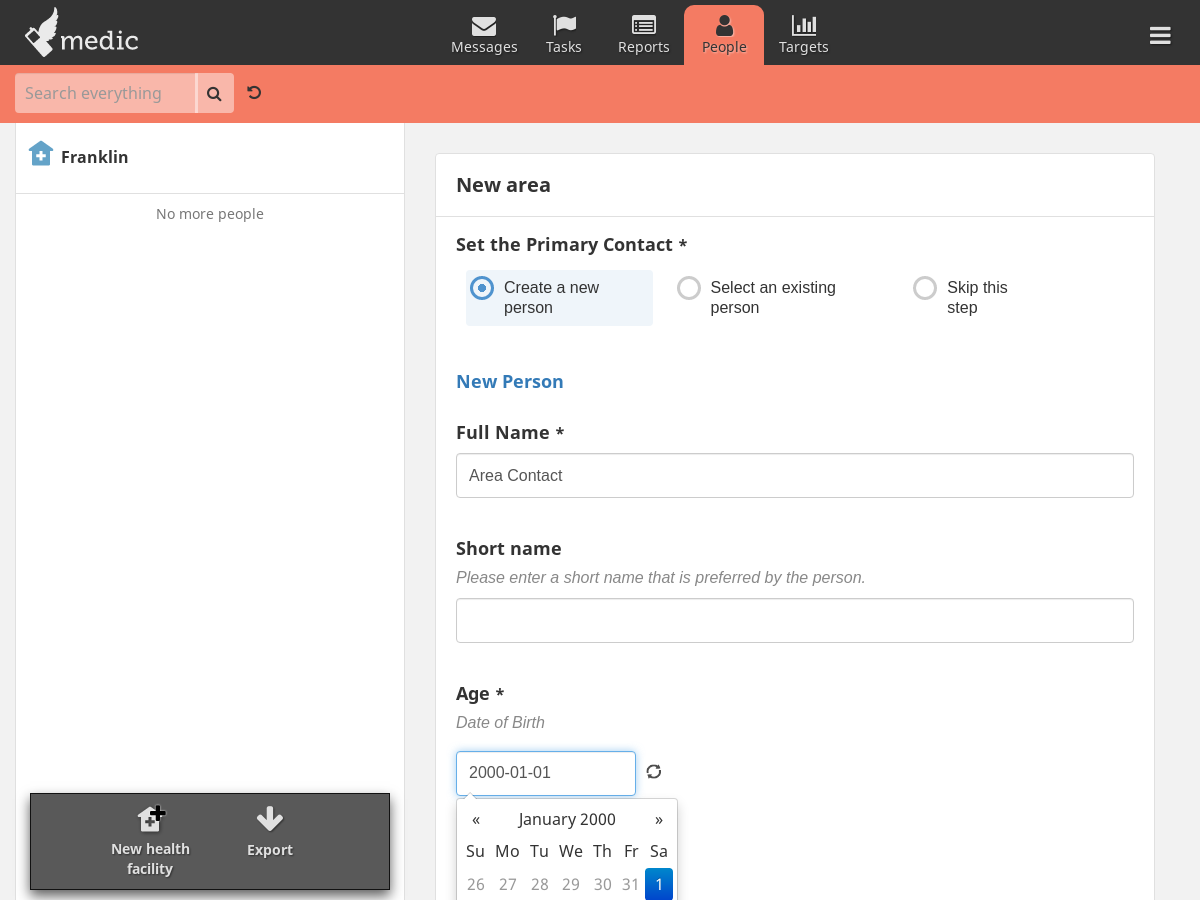 medic
Messages
Tasks
Reports
People
Targets
Search everything
Franklin
No more people
New health
facility
Export
New area
Set the Primary Contact *
Create a new
person
Select an existing
person
Skip this
step
New Person
Full Name *
Area Contact
Short name
Please enter a short name that is preferred by the person.
Age *
Date of Birth
2000-01-01
« January 2000 »
Su Mo Tu We Th Fr Sa
26 27 28 29 30 31 1